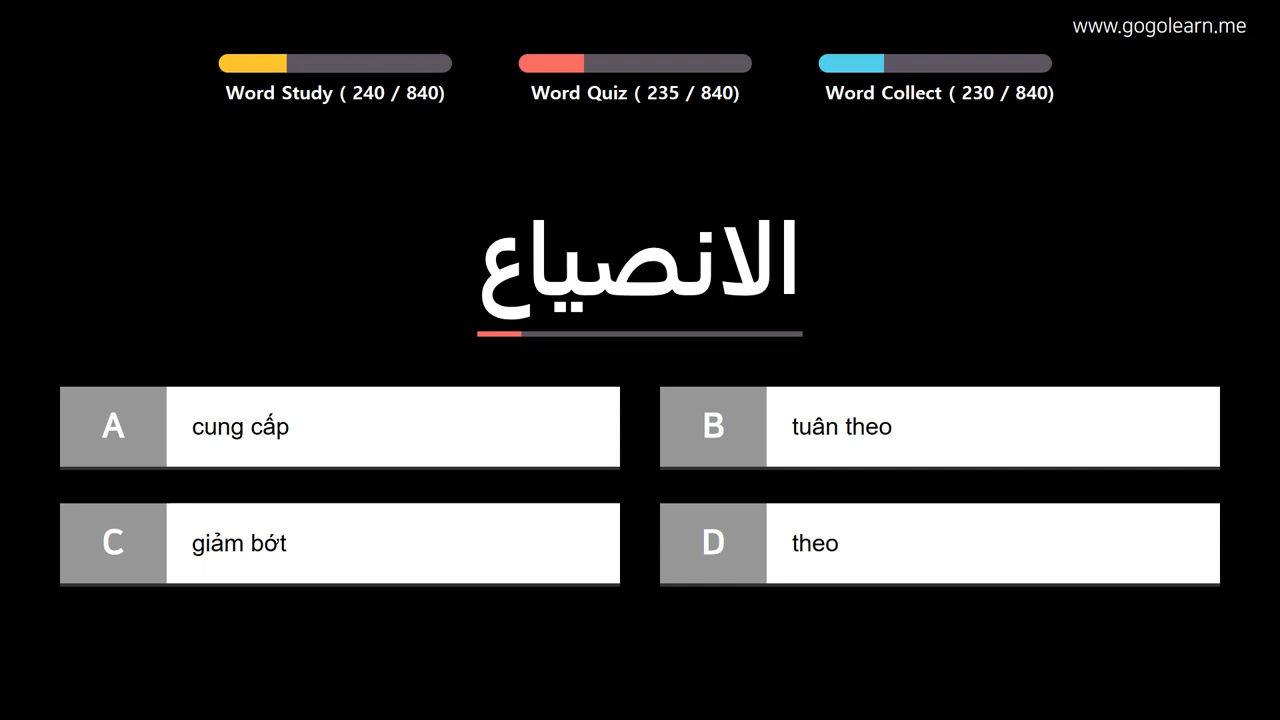 www.gogolearn.me
Word Study ( 240 / 840)
Word Quiz ( 235 / 840)
Word Collect ( 230 / 840)
الانصياع
A cung cấp
B tuân theo
C giảm bớt
D theo